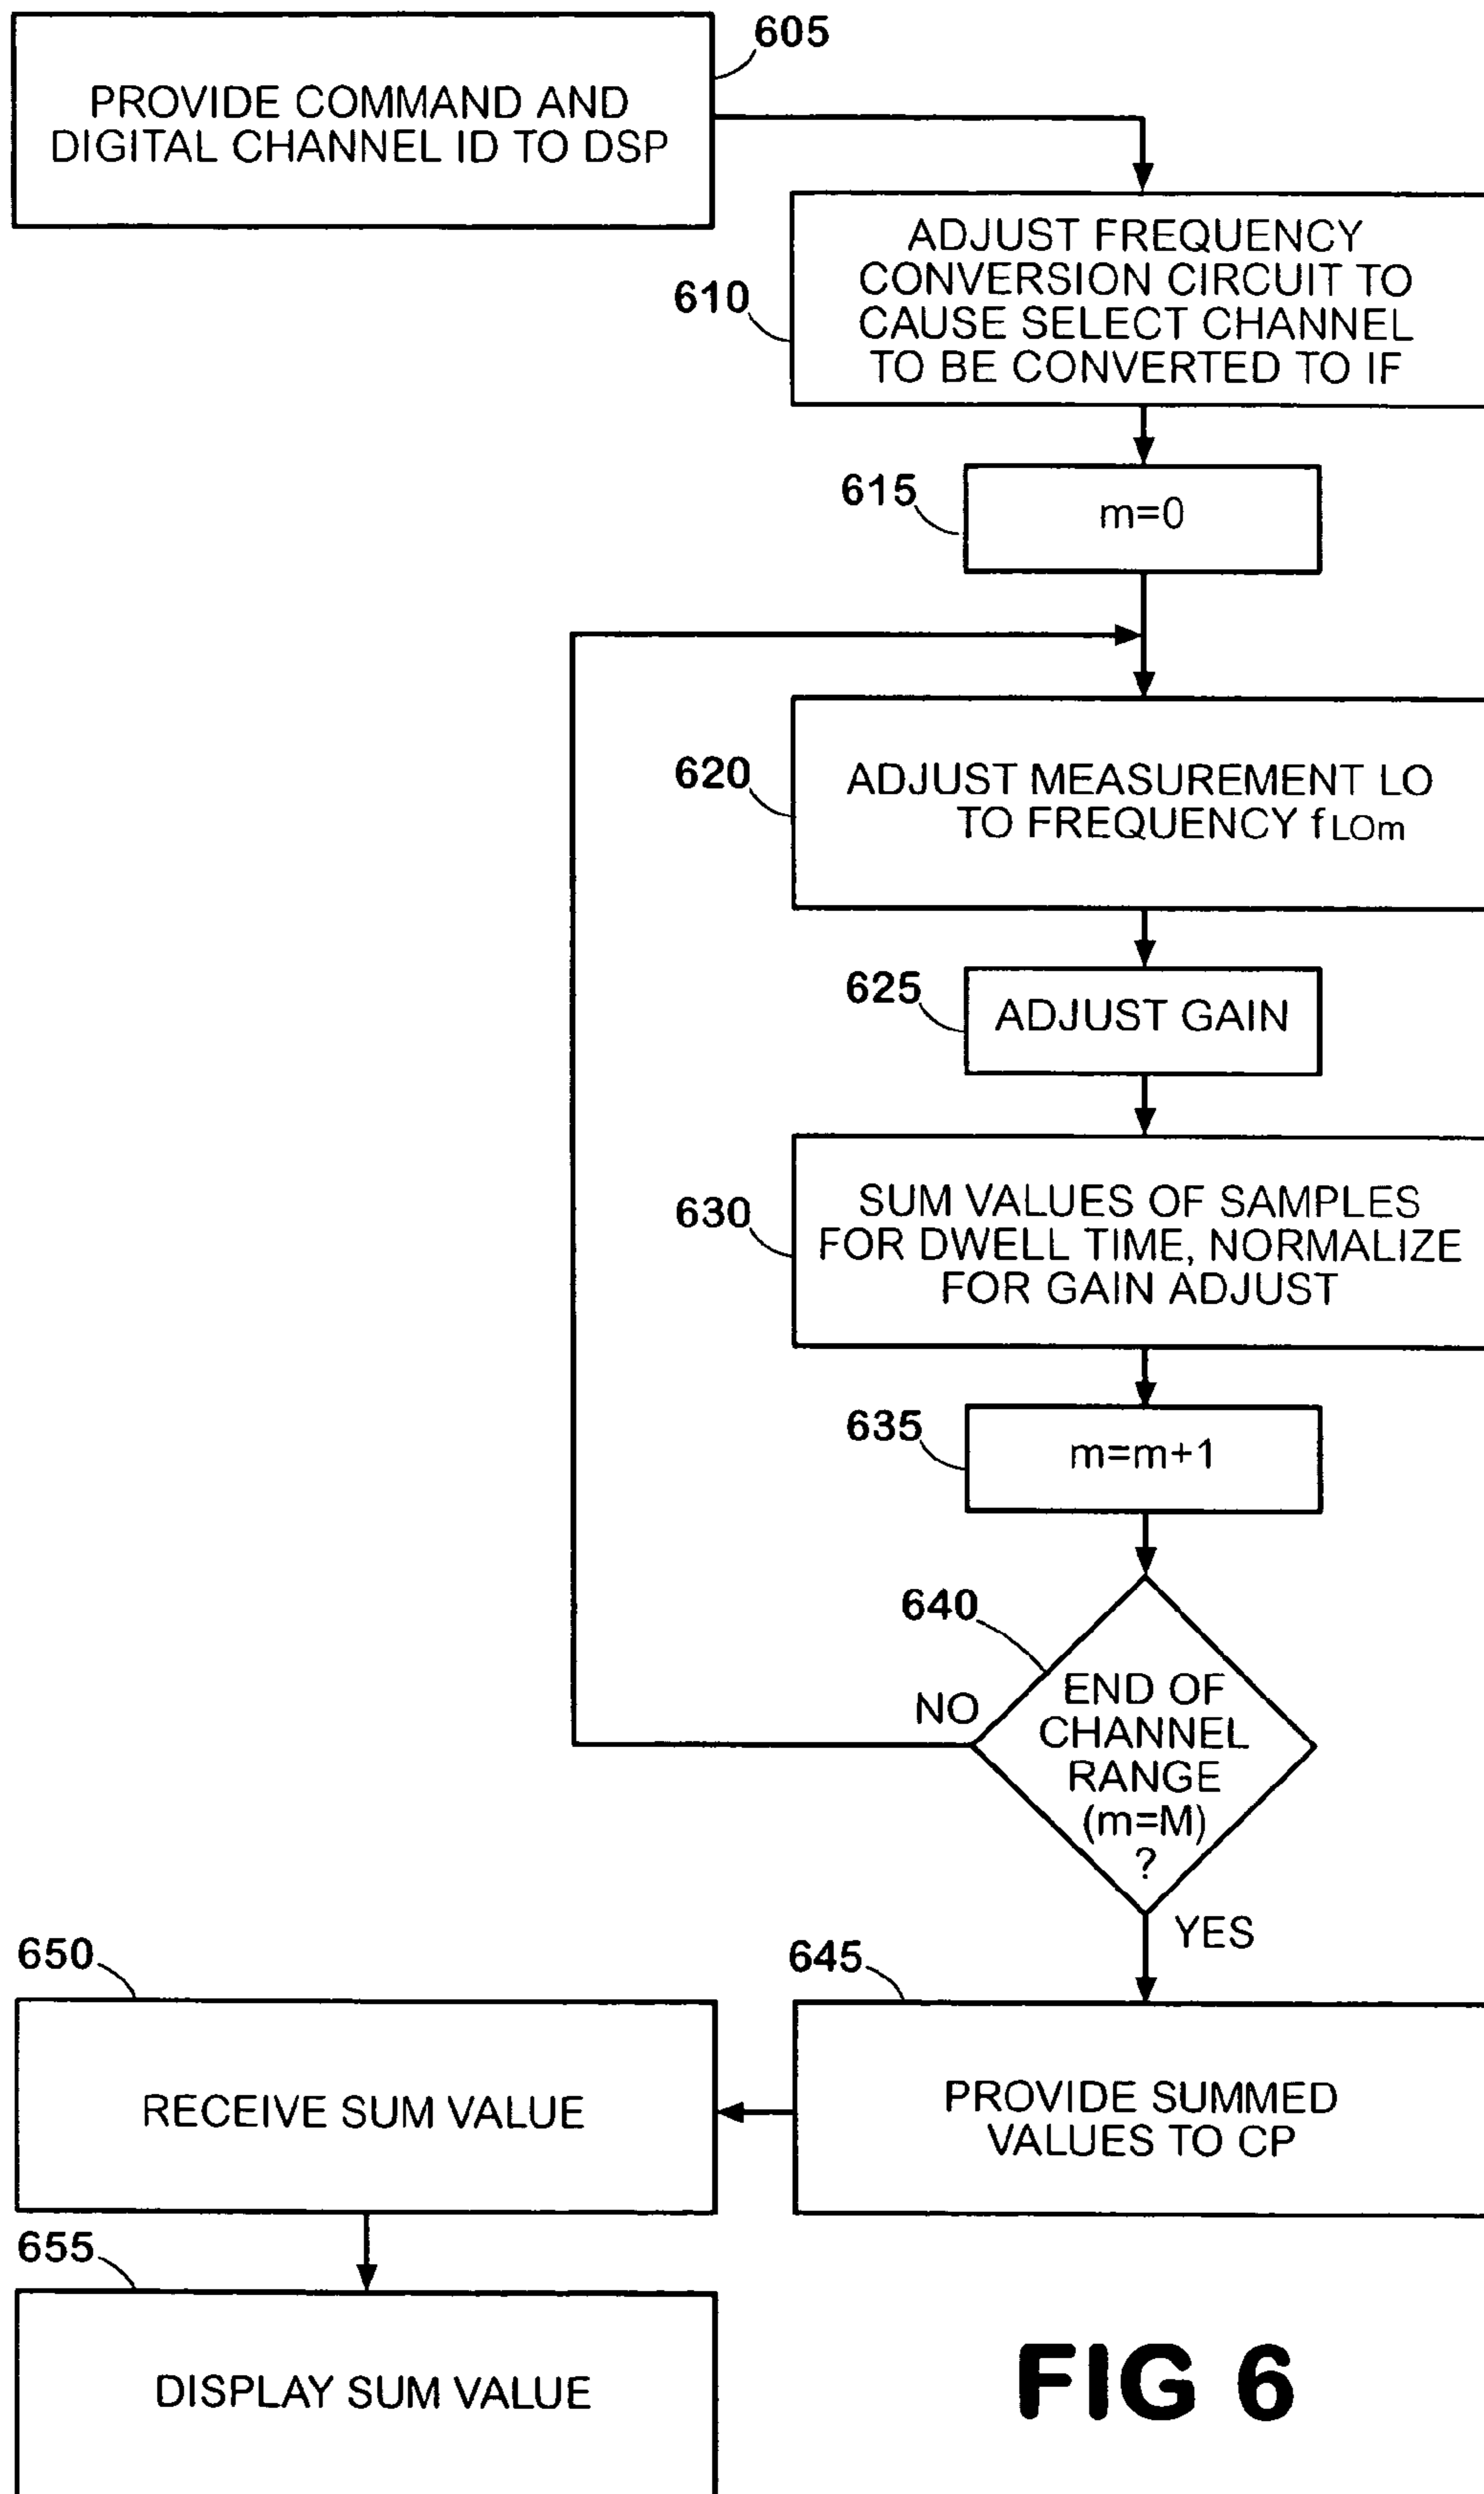 605
PROVIDE COMMAND AND
DIGITAL CHANNEL ID TO DSP
610
ADJUST FREQUENCY
CONVERSION CIRCUIT TO
CAUSE SELECT CHANNEL
TO BE CONVERTED TO IF
615
m=0
620
ADJUST MEASUREMENT LO
TO FREQUENCY fLOm
625
ADJUST GAIN
630
SUM VALUES OF SAMPLES
FOR DWELL TIME, NORMALIZE
FOR GAIN ADJUST
635
m=m+1
640
END OF
CHANNEL
RANGE
(m=M)
?
NO
YES
645
PROVIDE SUMMED
VALUES TO CP
650
RECEIVE SUM VALUE
655
DISPLAY SUM VALUE
FIG 6